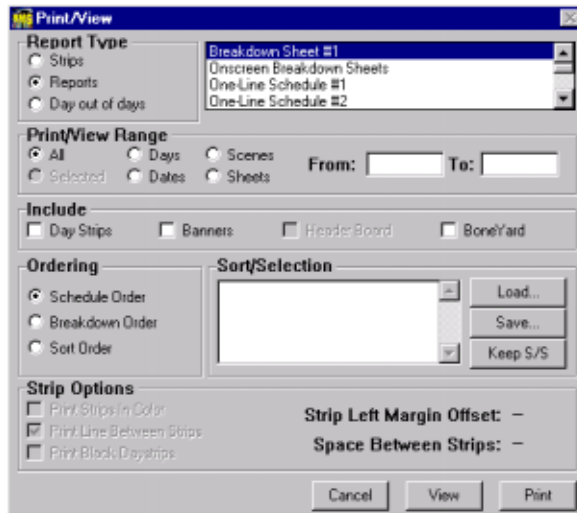 Print/View
Report Type
Strips
Reports
Day out of days
Breakdown Sheet #1
Onscreen Breakdown Sheets
One-Line Schedule #1
One-Line Schedule #2
Print/View Range
All Days Scenes From: To:
Selected Dates Sheets
Include
Day Strips Banners Header Board BoneYard
Ordering
Schedule Order
Breakdown Order
Sort Order
Sort/Selection
Load...
Save...
Keep S/S
Strip Options
Print Strips In Color
Print Line Between Strips
Print Black Daystrips
Strip Left Margin Offset: –
Space Between Strips: –
Cancel View Print